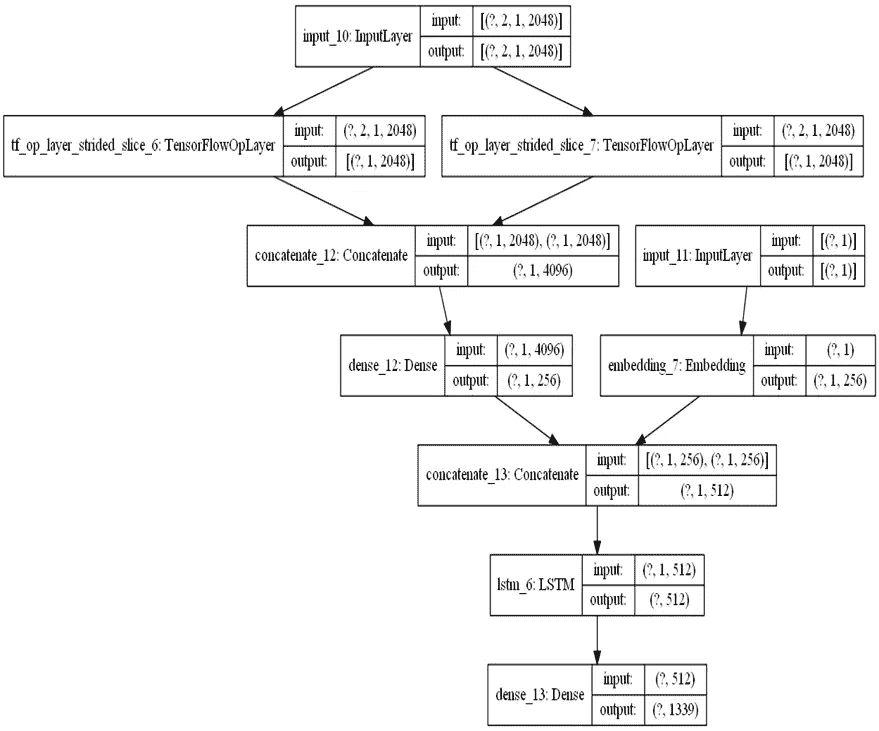 input_10: InputLayer input: [(?, 2, 1, 2048)]
output: [(?, 2, 1, 2048)]
tf_op_layer_strided_slice_6: TensorFlowOpLayer input: (?, 2, 1, 2048)
output: [(?, 1, 2048)]
tf_op_layer_strided_slice_7: TensorFlowOpLayer input: (?, 2, 1, 2048)
output: [(?, 1, 2048)]
concatenate_12: Concatenate input: [(?, 1, 2048), (?, 1, 2048)]
output: (?, 1, 4096)
input_11: InputLayer input: [(?, 1)]
output: [(?, 1)]
dense_12: Dense input: (?, 1, 4096)
output: (?, 1, 256)
embedding_7: Embedding input: (?, 1)
output: (?, 1, 256)
concatenate_13: Concatenate input: [(?, 1, 256), (?, 1, 256)]
output: (?, 1, 512)
lstm_6: LSTM input: (?, 1, 512)
output: (?, 512)
dense_13: Dense input: (?, 512)
output: (?, 1339)